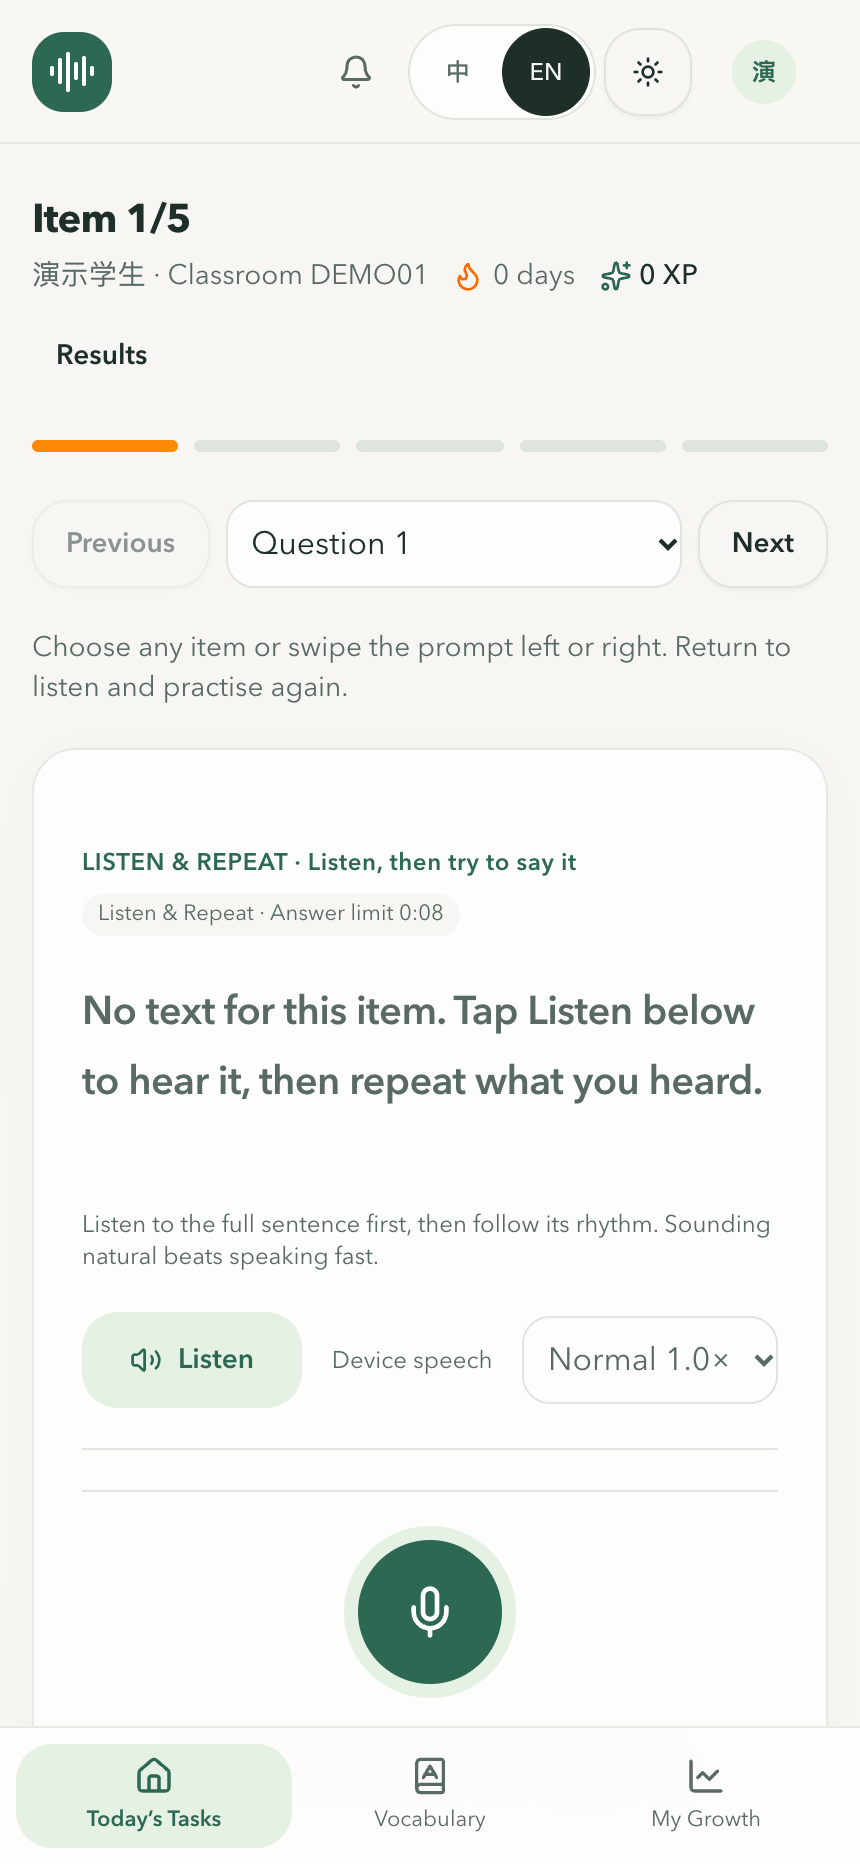 中 EN 演
Item 1/5
演示学生 · Classroom DEMO01 0 days 0 XP
Results
Previous Question 1 Next
Choose any item or swipe the prompt left or right. Return to
listen and practise again.
LISTEN & REPEAT · Listen, then try to say it
Listen & Repeat · Answer limit 0:08
No text for this item. Tap Listen below
to hear it, then repeat what you heard.
Listen to the full sentence first, then follow its rhythm. Sounding
natural beats speaking fast.
Listen Device speech Normal 1.0×
Today’s Tasks Vocabulary My Growth